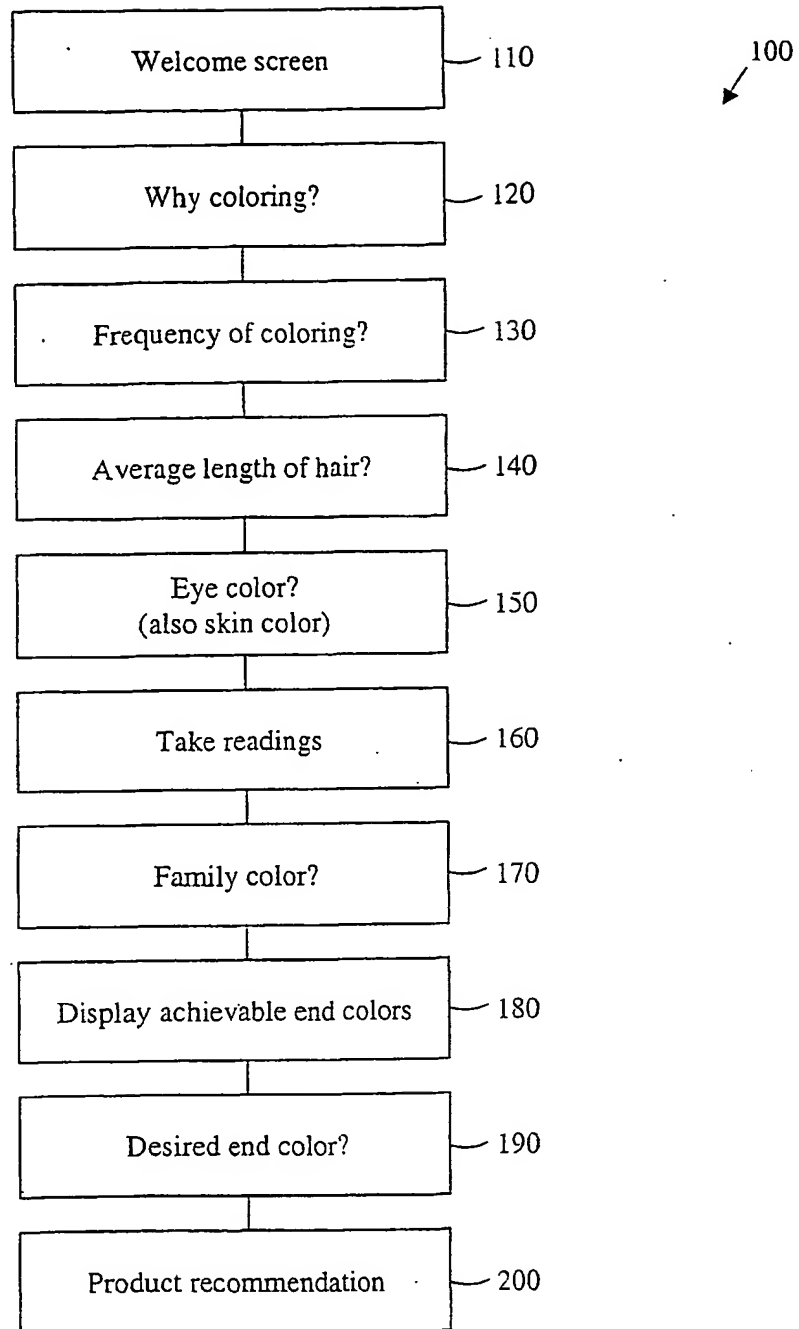 Welcome screen 110
100
Why coloring? 120
Frequency of coloring? 130
Average length of hair? 140
Eye color?
(also skin color) 150
Take readings 160
Family color? 170
Display achievable end colors 180
Desired end color? 190
Product recommendation 200